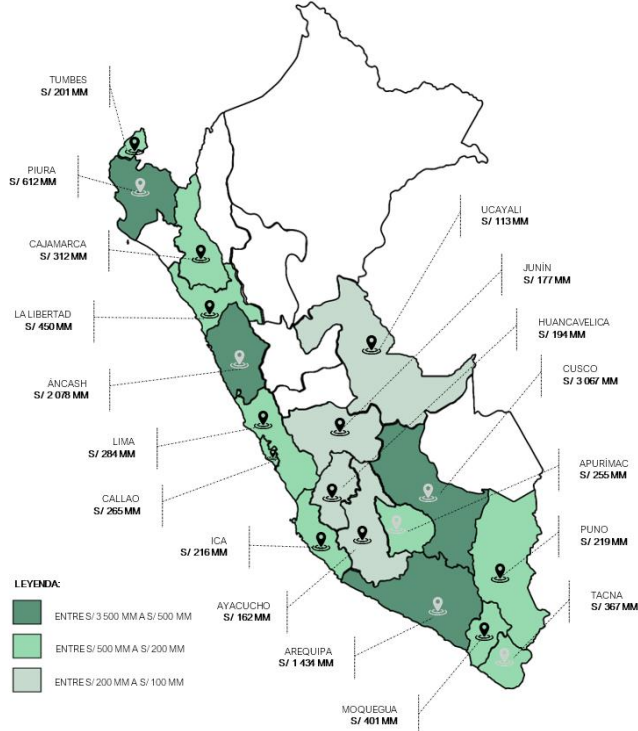 TUMBES
S/ 201 MM
PIURA
S/ 612 MM
CAJAMARCA
S/ 312 MM
LA LIBERTAD
S/ 450 MM
ÁNCASH
S/ 2 078 MM
LIMA
S/ 284 MM
CALLAO
S/ 265 MM
ICA
S/ 216 MM
AYACUCHO
S/ 162 MM
AREQUIPA
S/ 1 434 MM
MOQUEGUA
S/ 401 MM
UCAYALI
S/ 113 MM
JUNÍN
S/ 177 MM
HUANCAVELICA
S/ 194 MM
CUSCO
S/ 3 067 MM
APURÍMAC
S/ 255 MM
PUNO
S/ 219 MM
TACNA
S/ 367 MM
LEYENDA:
ENTRE S/ 3 500 MM A S/ 500 MM
ENTRE S/ 500 MM A S/ 200 MM
ENTRE S/ 200 MM A S/ 100 MM